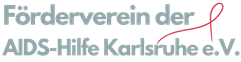 Förderverein der
AIDS-Hilfe Karlsruhe e.V.